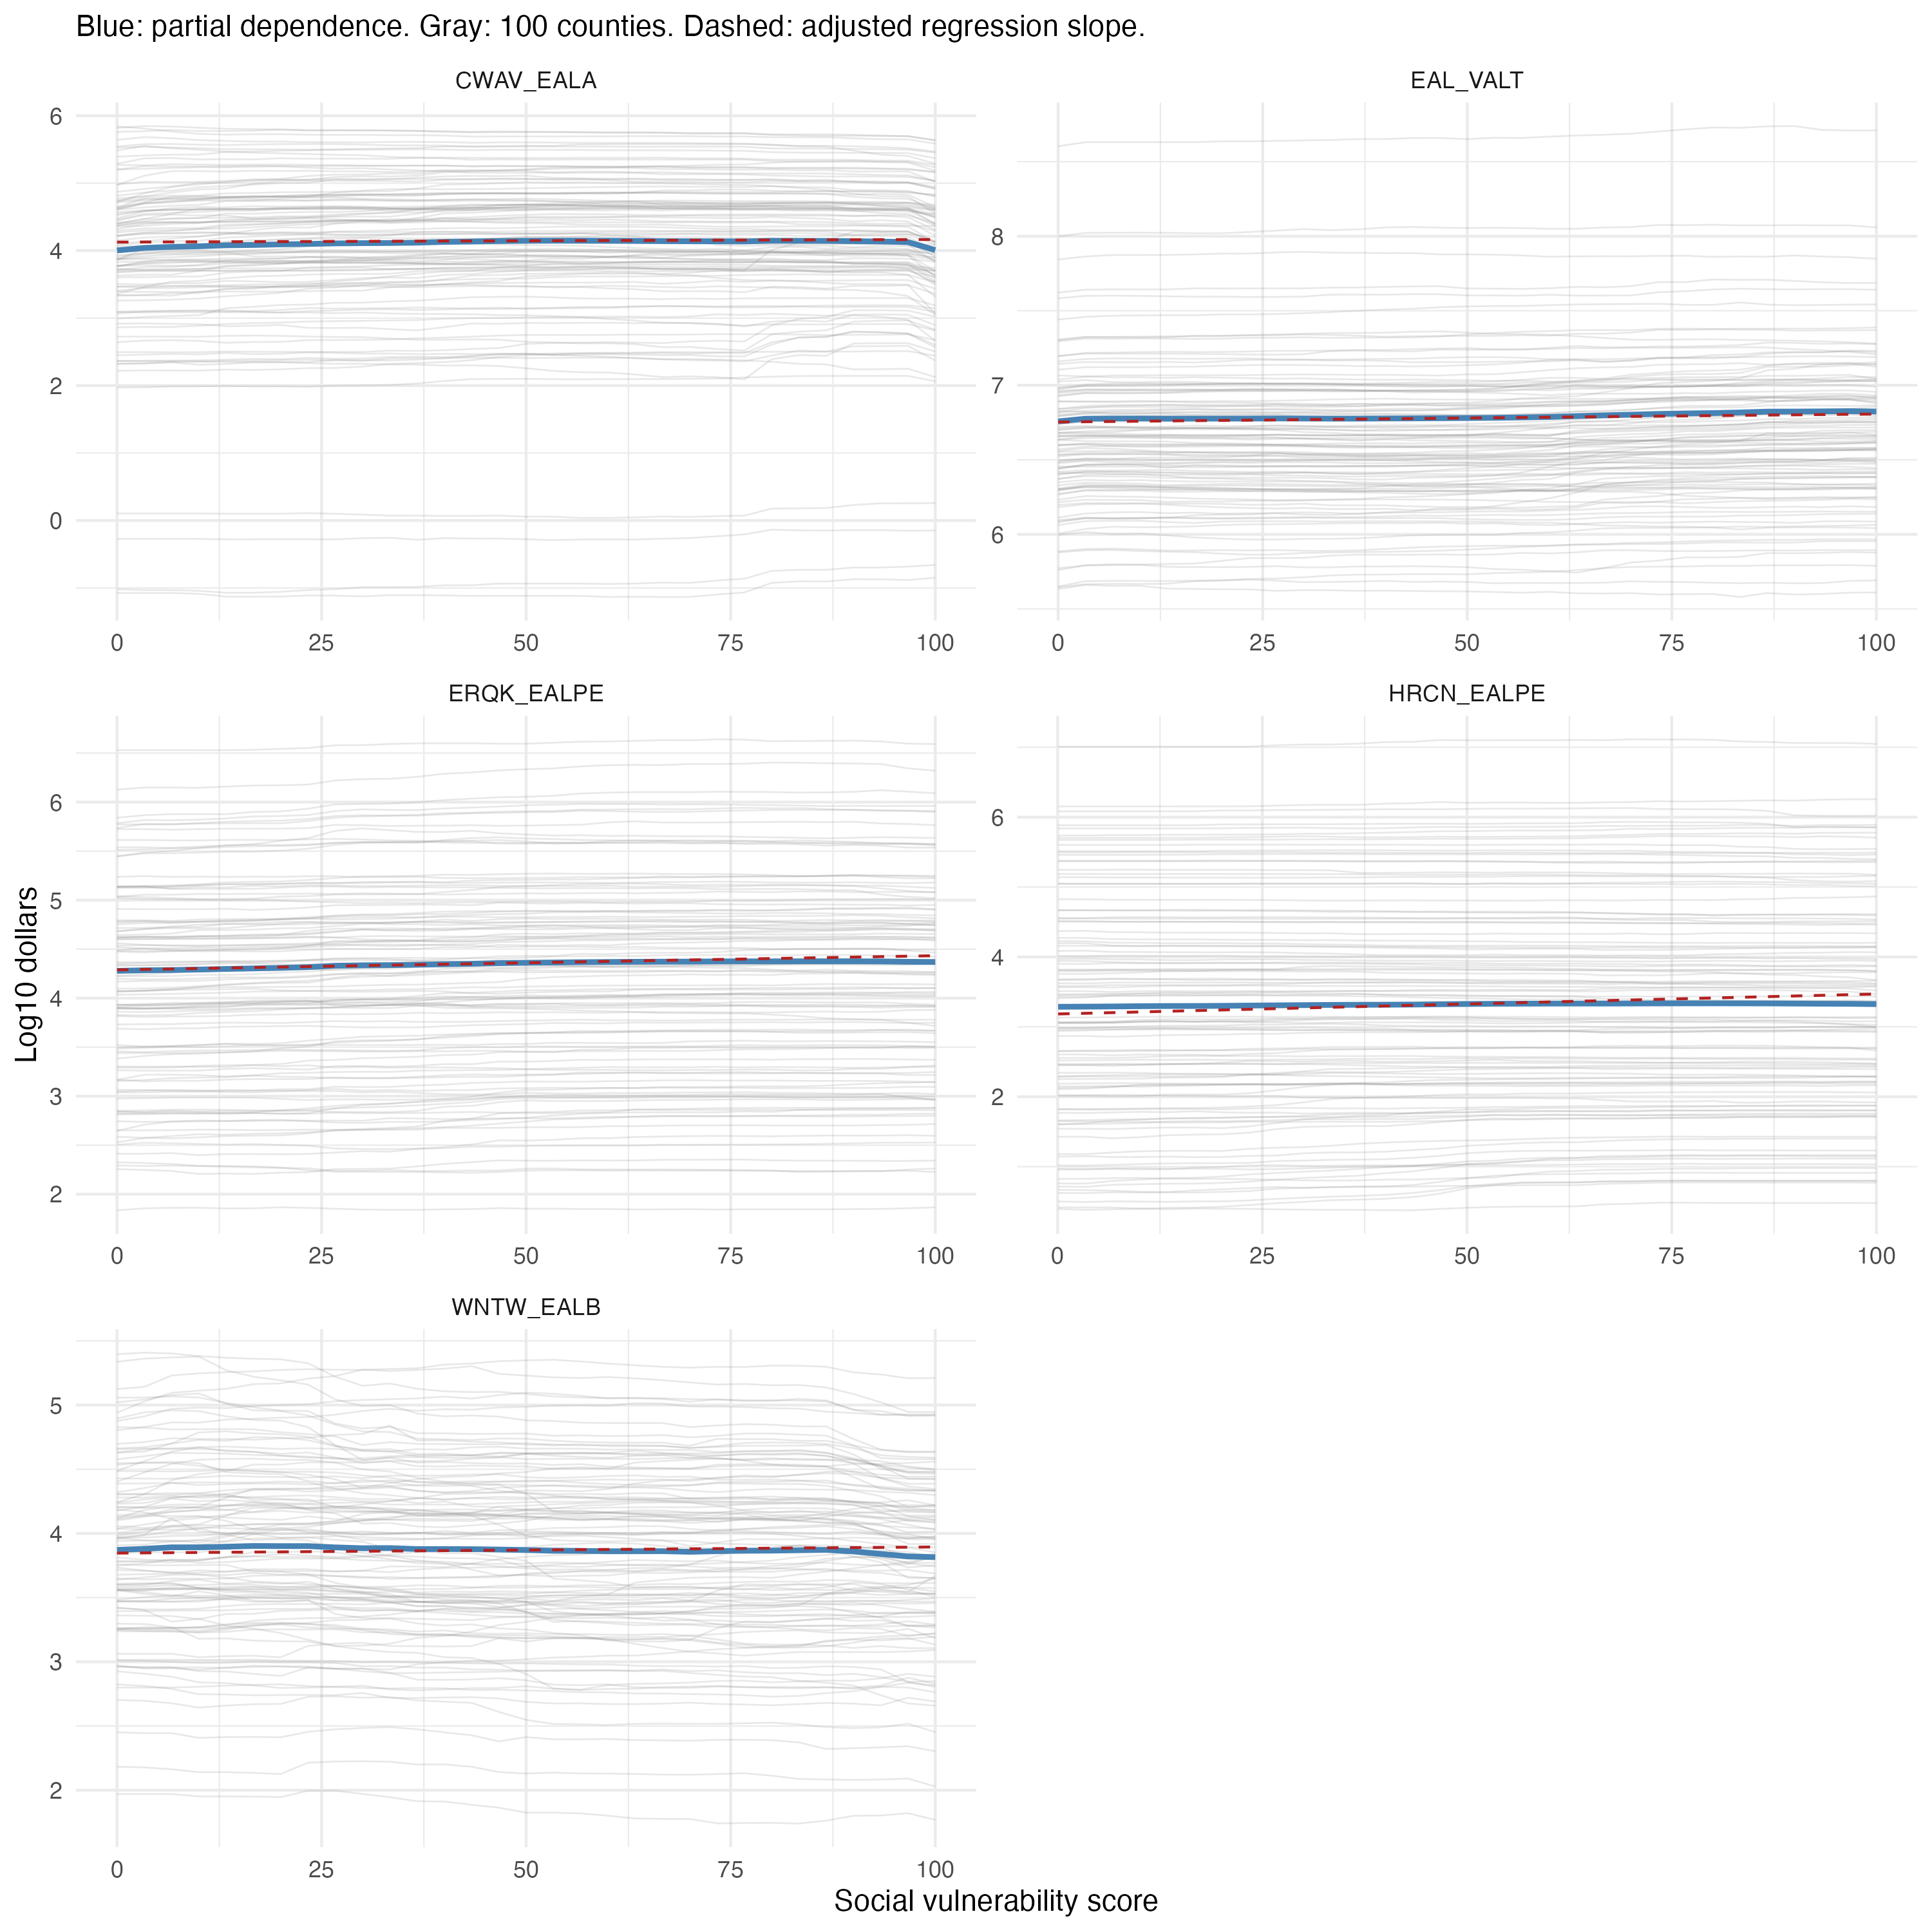 Blue: partial dependence. Gray: 100 counties. Dashed: adjusted regression slope.
CWAV_EALA
EAL_VALT
6
4
2
0
8
7
6
0 25 50 75 100
0 25 50 75 100
ERQK_EALPE
HRCN_EALPE
6
5
4
3
2
6
4
2
0 25 50 75 100
0 25 50 75 100
WNTW_EALB
5
4
3
2
0 25 50 75 100
Log10 dollars
Social vulnerability score